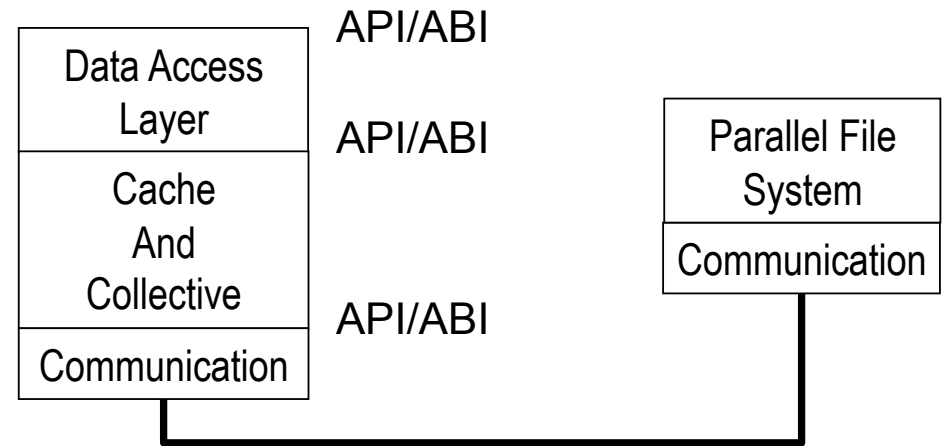 API/ABI
Data Access
Layer
API/ABI
Cache
And
Collective
API/ABI
Communication
Parallel File
System
Communication